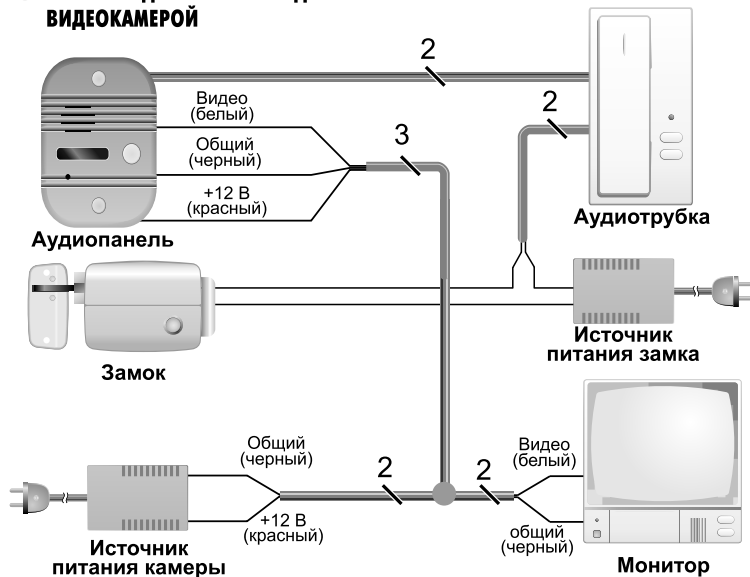 ВИДЕОКАМЕРОЙ
2
Видео
(белый)
2
3
Общий
(черный)
+12 В
(красный)
Аудиопанель
Аудиотрубка
Замок
Источник
питания замка
Общий
(черный)
2
2
Видео
(белый)
+12 В
(красный)
общий
(черный)
Источник
питания камеры
Монитор